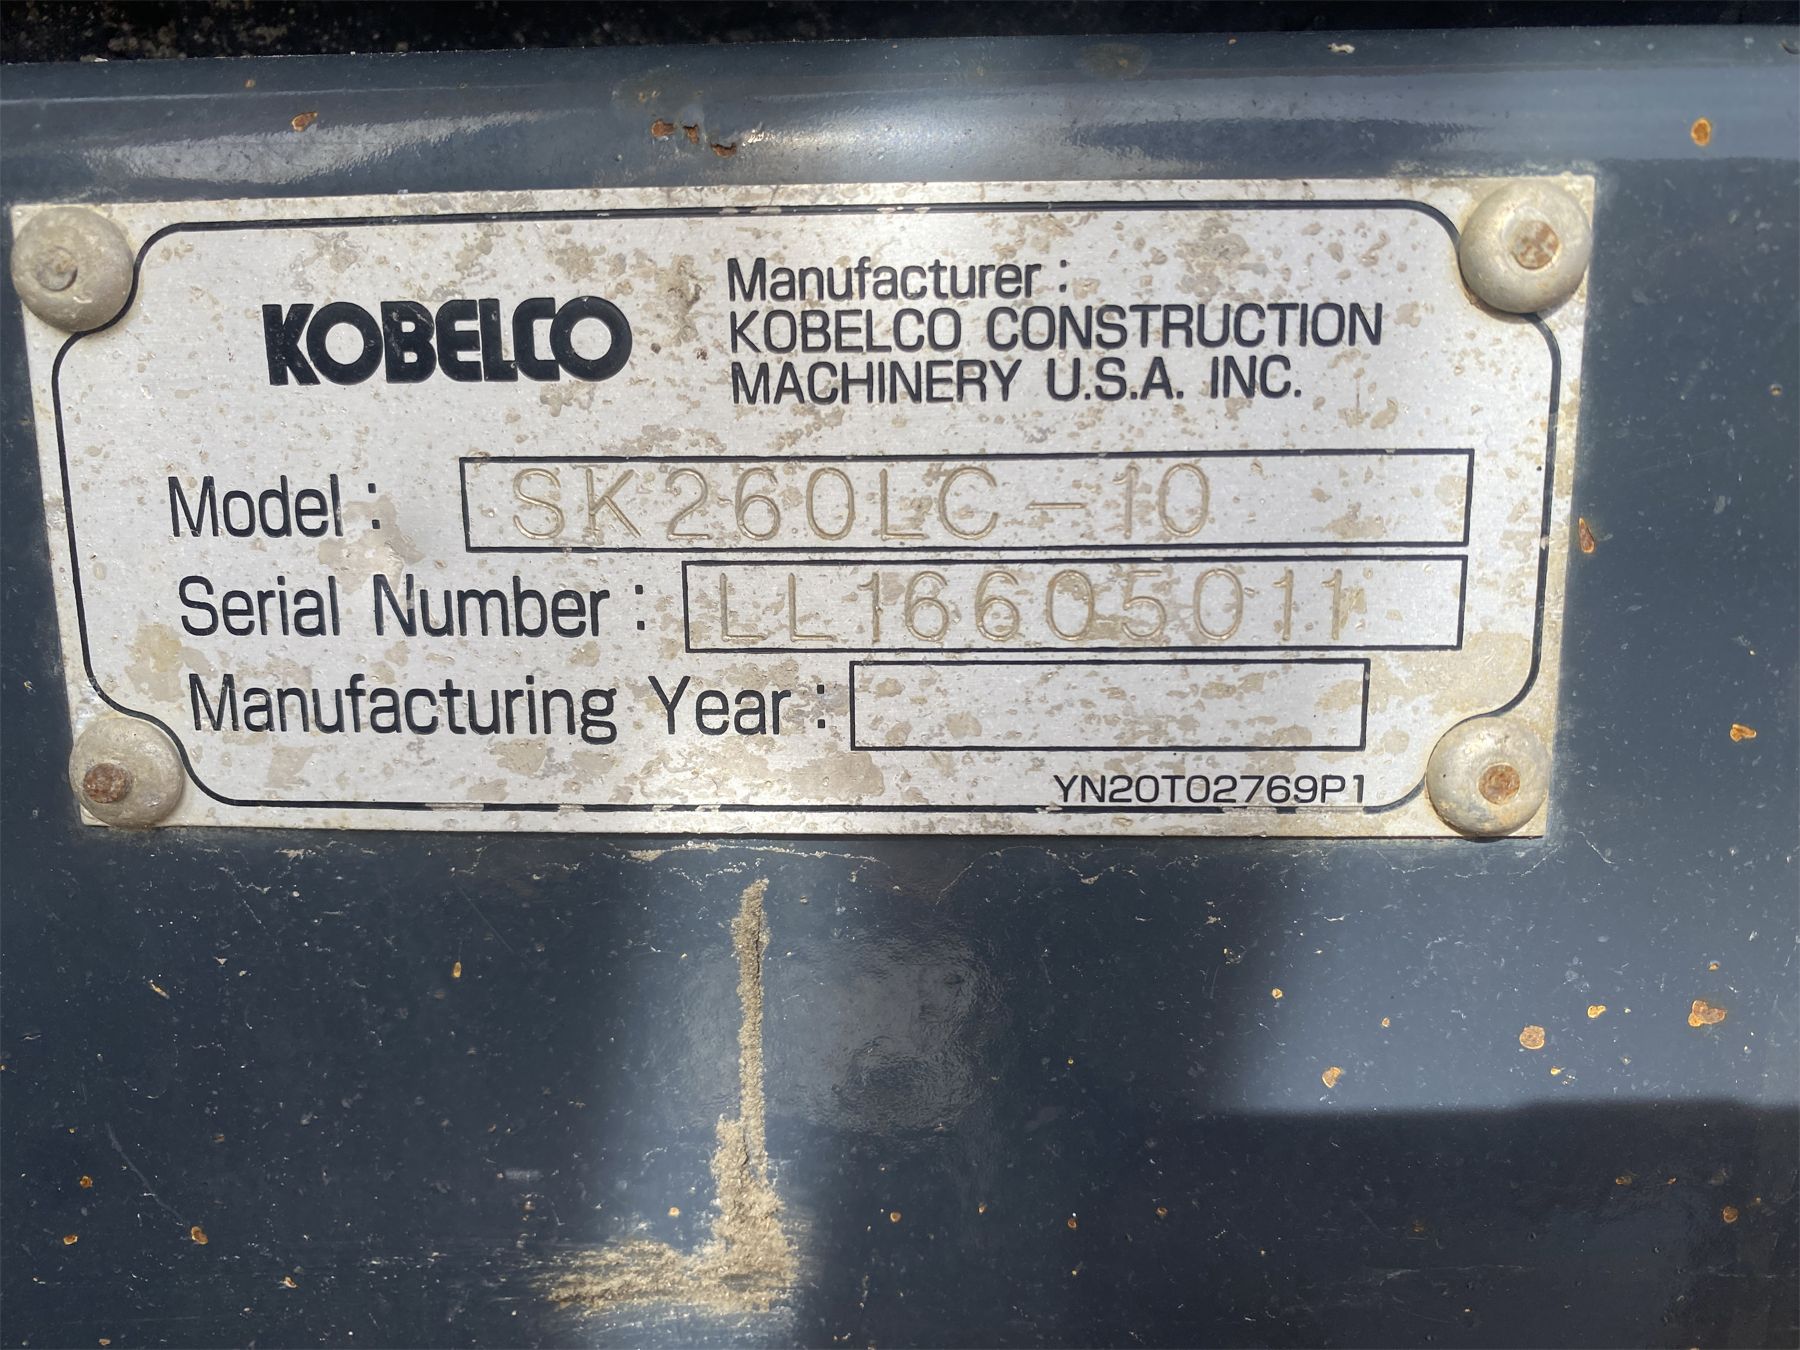 KOBELCO
Manufacturer :
KOBELCO CONSTRUCTION
MACHINERY U.S.A. INC.
Model : SK260LC-10
Serial Number : LL16605011
Manufacturing Year :
YN20T02769P1